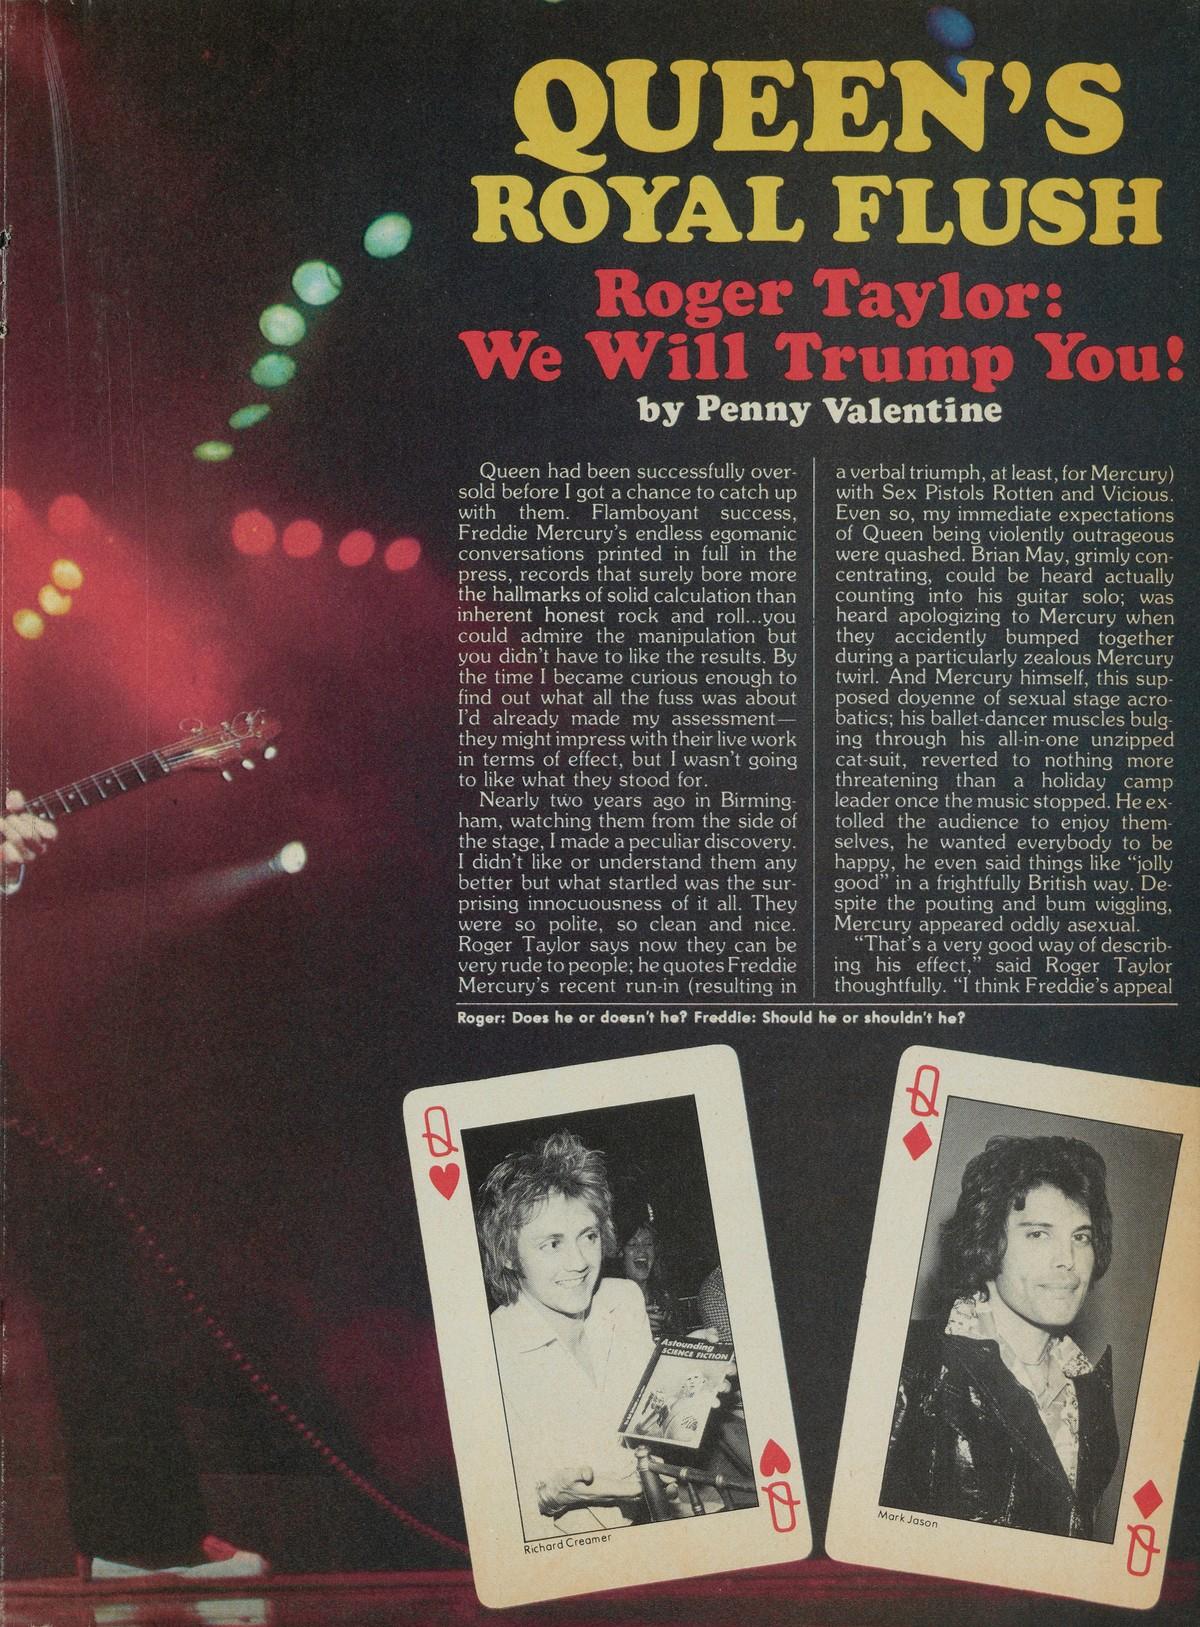 QUEEN'S
ROYAL FLUSH
Roger Taylor:
We Will Trump You!
by Penny Valentine
Queen had been successfully over-
sold before I got a chance to catch up
with them. Flamboyant success,
Freddie Mercury's endless egomanic
conversations printed in full in the
press, records that surely bore more
the hallmarks of solid calculation than
inherent honest rock and roll...you
could admire the manipulation but
you didn't have to like the results. By
the time I became curious enough to
find out what all the fuss was about
I'd already made my assessment—
they might impress with their live work
in terms of effect, but I wasn't going
to like what they stood for.
Nearly two years ago in Birming-
ham, watching them from the side of
the stage, I made a peculiar discovery.
I didn't like or understand them any
better but what startled was the sur-
prising innocuousness of it all. They
were so polite, so clean and nice.
Roger Taylor says now they can be
very rude to people; he quotes Freddie
Mercury's recent run-in (resulting in
a verbal triumph, at least, for Mercury)
with Sex Pistols Rotten and Vicious.
Even so, my immediate expectations
of Queen being violently outrageous
were quashed. Brian May, grimly con-
centrating, could be heard actually
counting into his guitar solo; was
heard apologizing to Mercury when
they accidently bumped together
during a particularly zealous Mercury
twirl. And Mercury himself, this sup-
posed doyenne of sexual stage acro-
batics; his ballet-dancer muscles bulg-
ing through his all-in-one unzipped
cat-suit, reverted to nothing more
threatening than a holiday camp
leader once the music stopped. He ex-
tolled the audience to enjoy them-
selves, he wanted everybody to be
happy, he even said things like "jolly
good" in a frightfully British way. De-
spite the pouting and bum wiggling,
Mercury appeared oddly asexual.
"That's a very good way of describ-
ing his effect," said Roger Taylor
thoughtfully. "I think Freddie's appeal
Roger: Does he or doesn't he? Freddie: Should he or shouldn't he?
Q
Astounding
SCIENCE FICTION
Q
Richard Creamer
Q
Mark Jason
Q